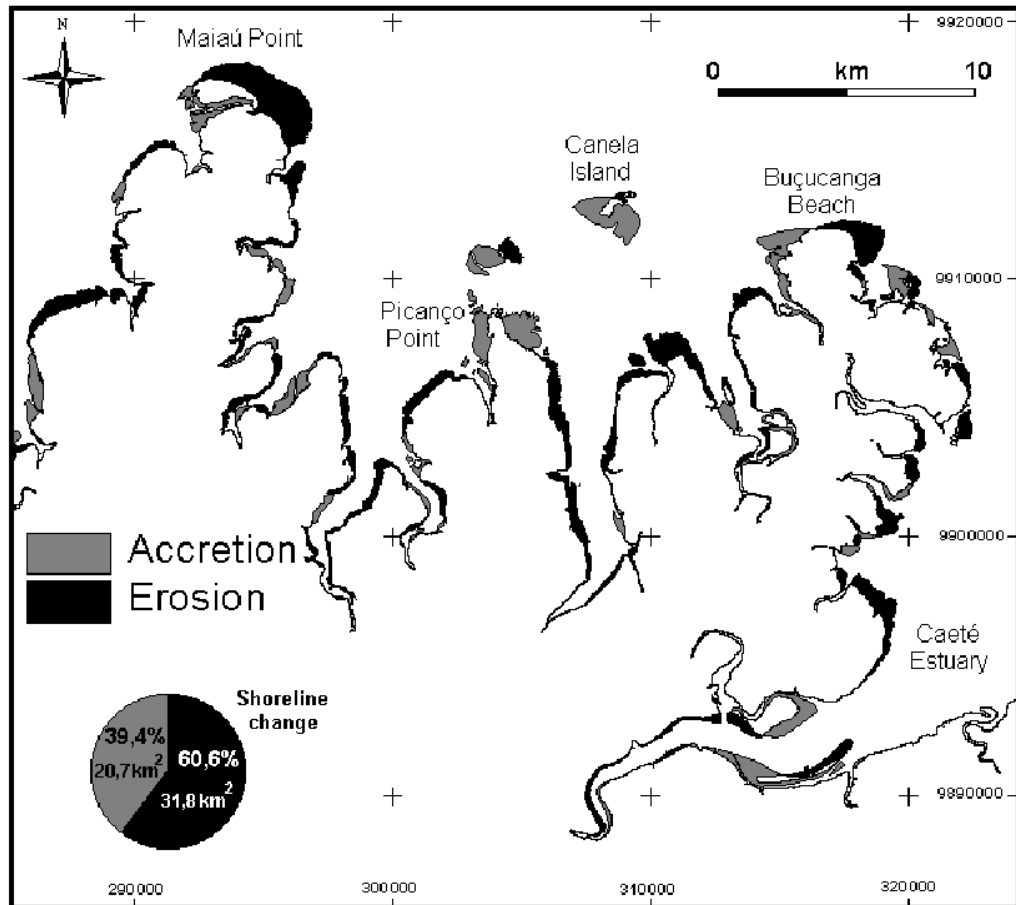 N
Maiaú Point
9920000
0 km 10
Canela
Island
Buçucanga
Beach
9910000
Picanço
Point
Accretion
Erosion
9900000
Caeté
Estuary
Shoreline
change
39,4%
20,7km²
60,6%
31,8km²
9890000
290000
300000
310000
320000